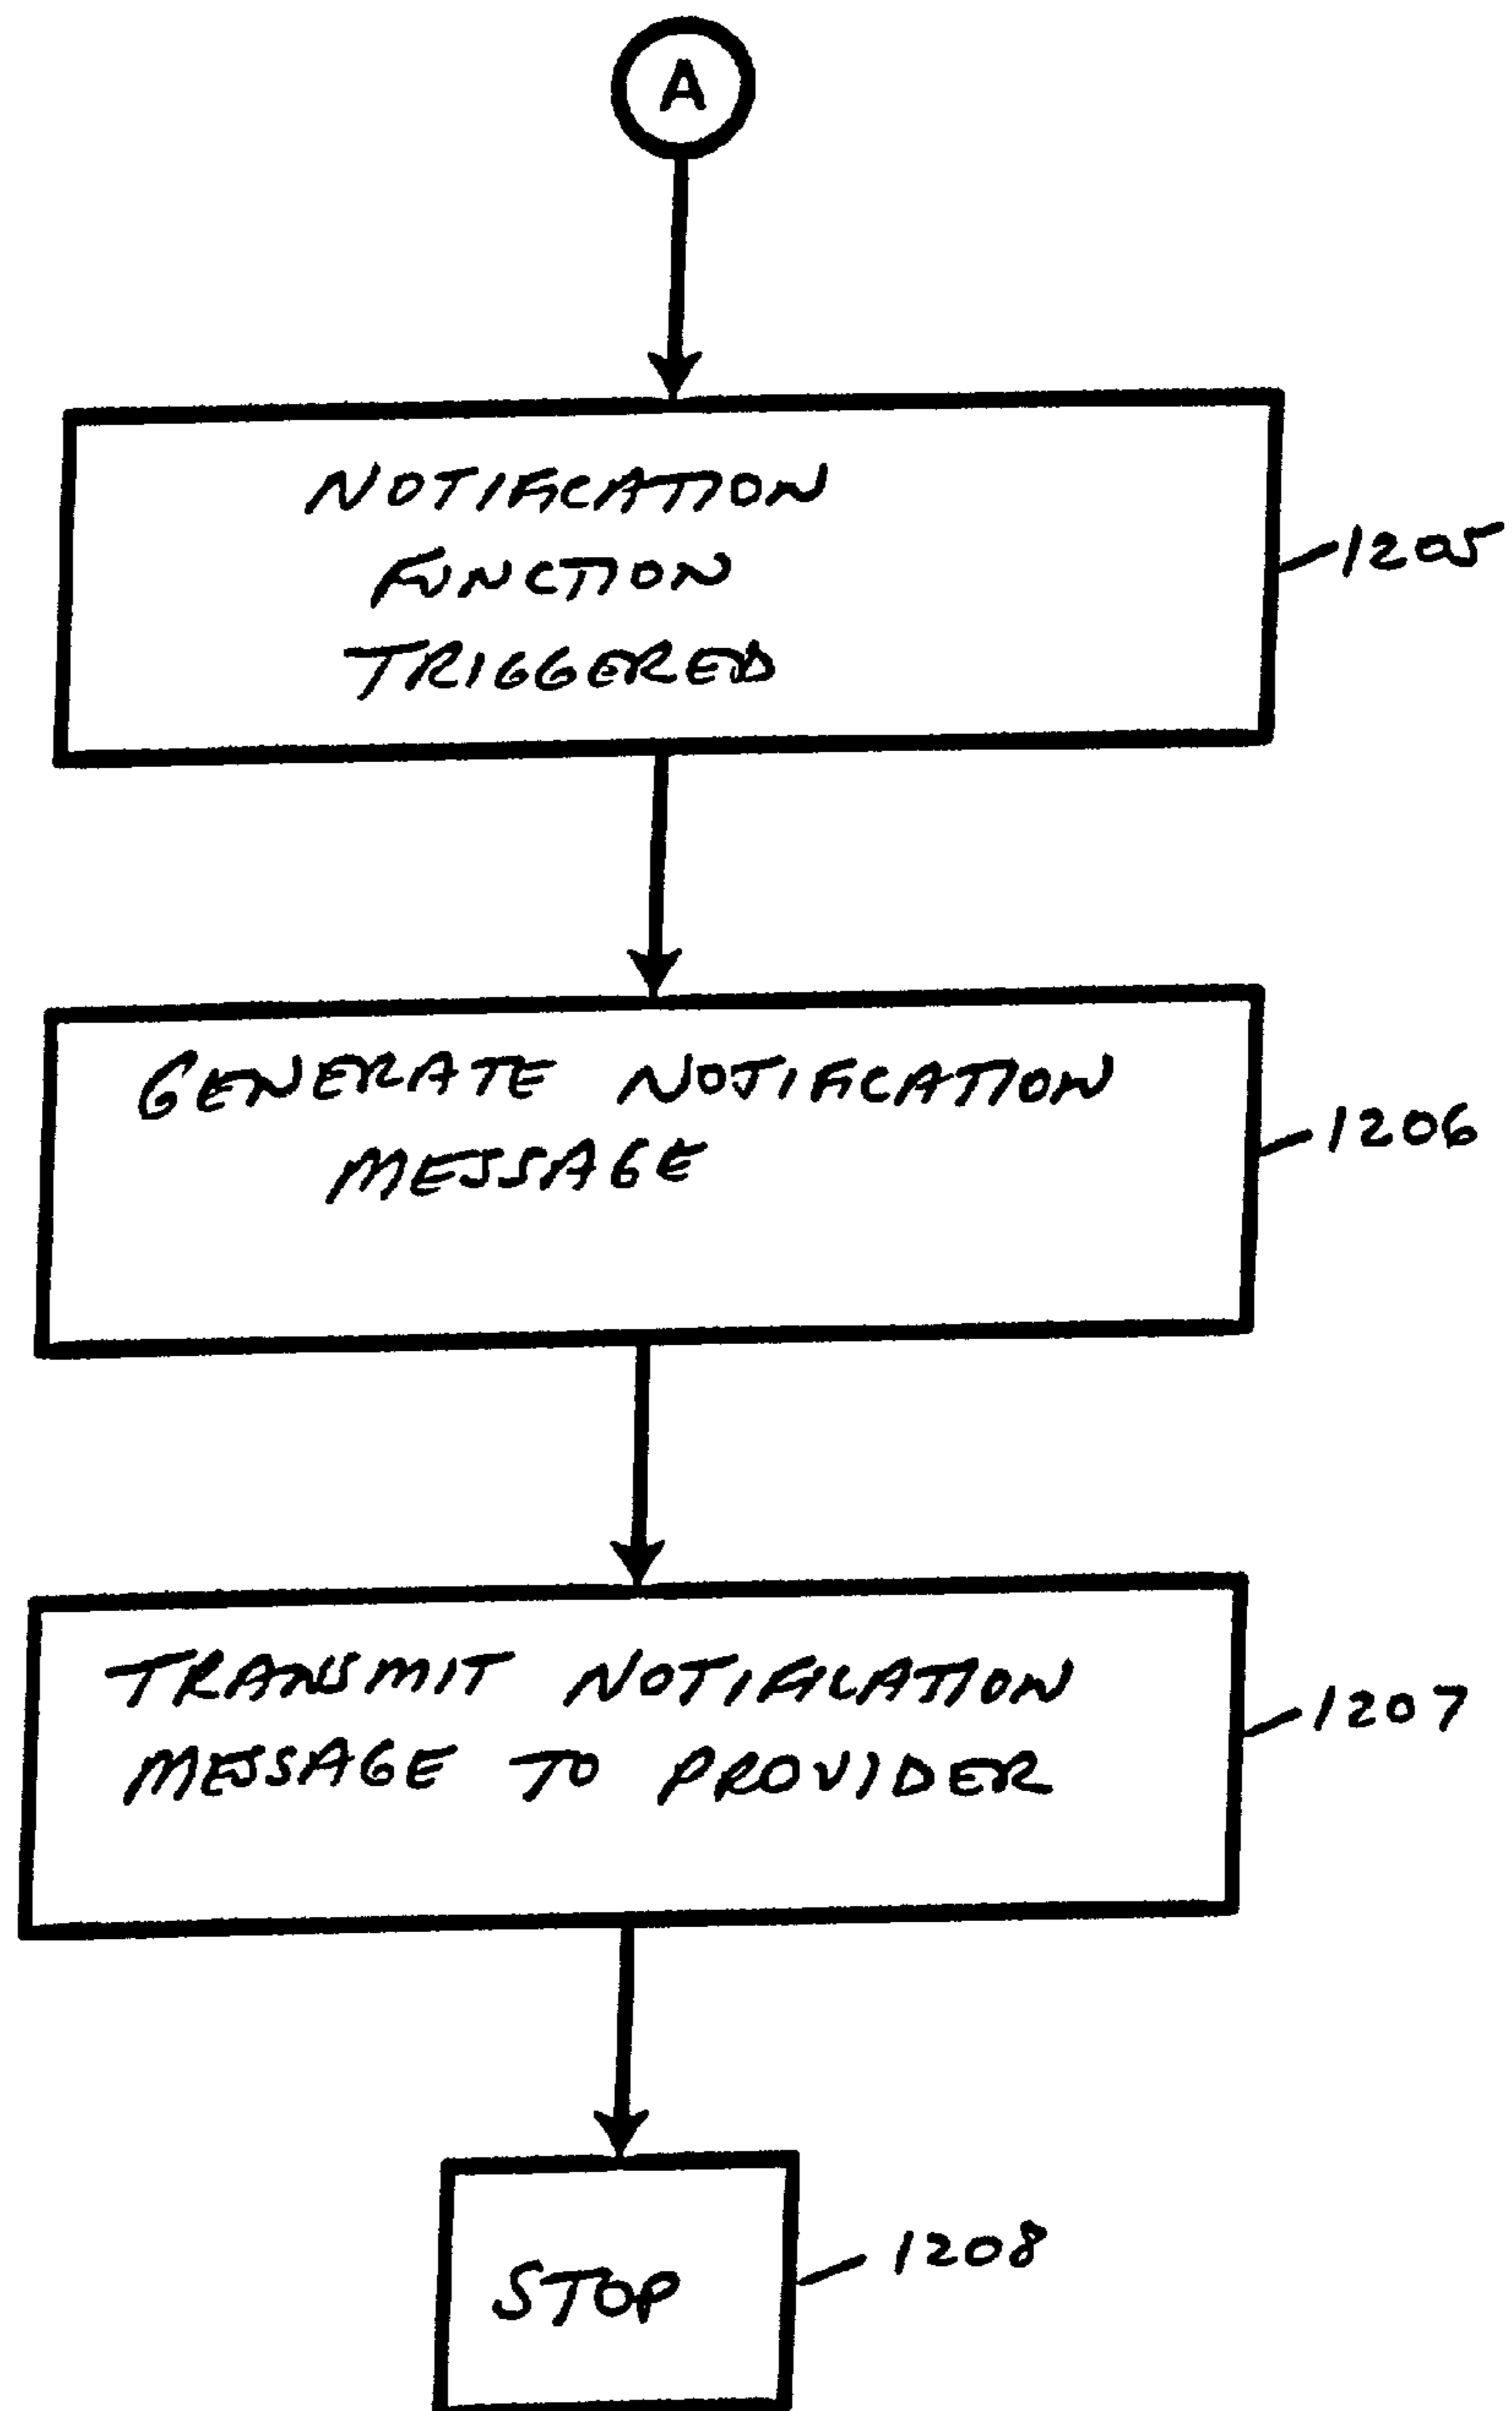 A
NOTIFICATION
FUNCTION
TRIGGERED
1205
GENERATE NOTIFICATION
MESSAGE
1206
TRANSMIT NOTIFICATION
MESSAGE TO PROVIDER
1207
STOP
1208